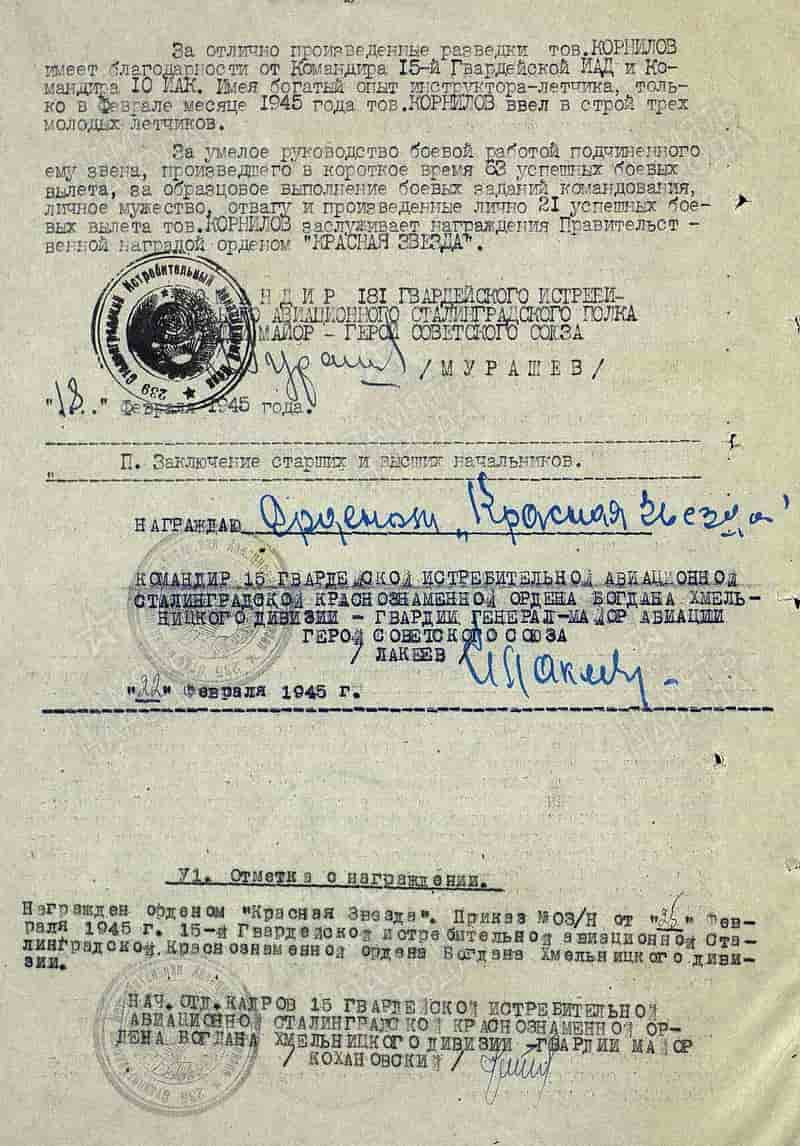 За отлично произведенные разведки тов.КОРНИЛОВ
имеет благодарности от Командира 15-й Гвардейской ИАД и Ко-
мандира 10 ИАК. Имея богатый опыт инструктора-летчика, толь-
ко в феврале месяце 1945 года тов.КОРНИЛОВ ввел в строй трех
молодых летчиков.
За умелое руководство боевой работой подчиненного
ему звена, произведшего в короткое время 83 успешных боевых
вылета, за образцовое выполнение боевых заданий командования,
личное мужество, отвагу и произведенные лично 21 успешных бое-
вых вылета тов.КОРНИЛОВ заслуживает награждения Правительст -
венной наградой орденом "КРАСНАЯ ЗВЕЗДА".
НДИР 181 ГВАРДЕЙСКОГО ИСТРЕБИ-
АВИАЦИОННОГО СТАЛИНГРАДСКОГО ПОЛКА
МАЙОР - ГЕРОЙ СОВЕТСКОГО СОЮЗА
/МУРАШЕВ/
"18.." Февраля 1945 года.
239
П. Заключение старших и высших начальников.
НАГРАЖДАЮ Орденом "Красная Звезда"
КОМАНДИР 15 ГВАРДЕЙСКОЙ ИСТРЕБИТЕЛЬНОЙ АВИАЦИОННОЙ
СТАЛИНГРАДСКОЙ КРАСНОЗНАМЕННОЙ ОРДЕНА БОГДАНА ХМЕЛЬ-
НИЦКОГО ДИВИЗИИ - ГВАРДИИ ГЕНЕРАЛ-МАЙОР АВИАЦИИ
ГЕРОЙ СОВЕТСКОГО СОЮЗА
/ ЛАКЕЕВ /
"22" Февраля 1945 г.
У1. Отметка о награждении.
Награжден орденом "Красная Звезда". Приказ №03/Н от "26" Фев-
раля 1945 г. 15-й Гвардейской истребительной авиационной Ста-
линградской, Краснознаменной ордена Богдана Хмельницкого диви-
зии.
НАЧ. ОТД. КАДРОВ 15 ГВАРДЕЙСКОЙ ИСТРЕБИТЕЛЬНОЙ
АВИАЦИОННОЙ СТАЛИНГРАДСКОЙ КРАСНОЗНАМЕННОЙ ОР-
ДЕНА БОГДАНА ХМЕЛЬНИЦКОГО ДИВИЗИИ -ГВАРДИИ МАЙОР
/ КОХАНОВСКИЙ /